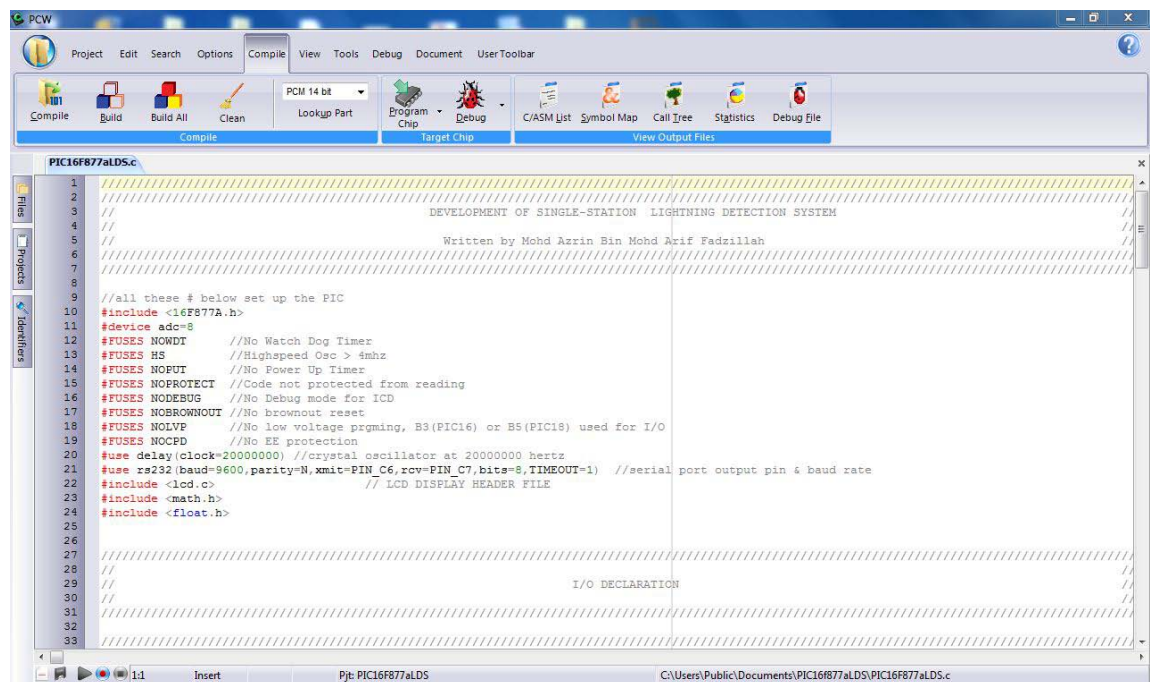 PCW
Project Edit Search Options Compile View Tools Debug Document User Toolbar
PCM 14 bit
Compile Build Build All Clean Lookup Part Program Chip Debug C/ASM List Symbol Map Call Tree Statistics Debug File
Compile Target Chip View Output Files
PIC16F877aLDS.c
Files
Projects
Identifiers
1 //////////////////////////////////////////////////////////////////////////////////////////////////
2 //////////////////////////////////////////////////////////////////////////////////////////////////
3 // DEVELOPMENT OF SINGLE-STATION LIGHTNING DETECTION SYSTEM //
4 // //
5 // Written by Mohd Azrin Bin Mohd Arif Fadzillah //
6 //////////////////////////////////////////////////////////////////////////////////////////////////
7 //////////////////////////////////////////////////////////////////////////////////////////////////
8
9 //all these # below set up the PIC
10 #include <16F877A.h>
11 #device adc=8
12 #FUSES NOWDT //No Watch Dog Timer
13 #FUSES HS //Highspeed Osc > 4mhz
14 #FUSES NOPUT //No Power Up Timer
15 #FUSES NOPROTECT //Code not protected from reading
16 #FUSES NODEBUG //No Debug mode for ICD
17 #FUSES NOBROWNOUT //No brownout reset
18 #FUSES NOLVP //No low voltage prgming, B3(PIC16) or B5(PIC18) used for I/O
19 #FUSES NOCPD //No EE protection
20 #use delay(clock=20000000) //crystal oscillator at 20000000 hertz
21 #use rs232(baud=9600,parity=N,xmit=PIN_C6,rcv=PIN_C7,bits=8,TIMEOUT=1) //serial port output pin & baud rate
22 #include <lcd.c> // LCD DISPLAY HEADER FILE
23 #include <math.h>
24 #include <float.h>
25
26
27 //////////////////////////////////////////////////////////////////////////////////////////////////
28 // //
29 // I/O DECLARATION //
30 // //
31 //////////////////////////////////////////////////////////////////////////////////////////////////
32
33 //////////////////////////////////////////////////////////////////////////////////////////////////
1:1 Insert Pjt: PIC16F877aLDS C:\Users\Public\Documents\PIC16f877aLDS\PIC16F877aLDS.c